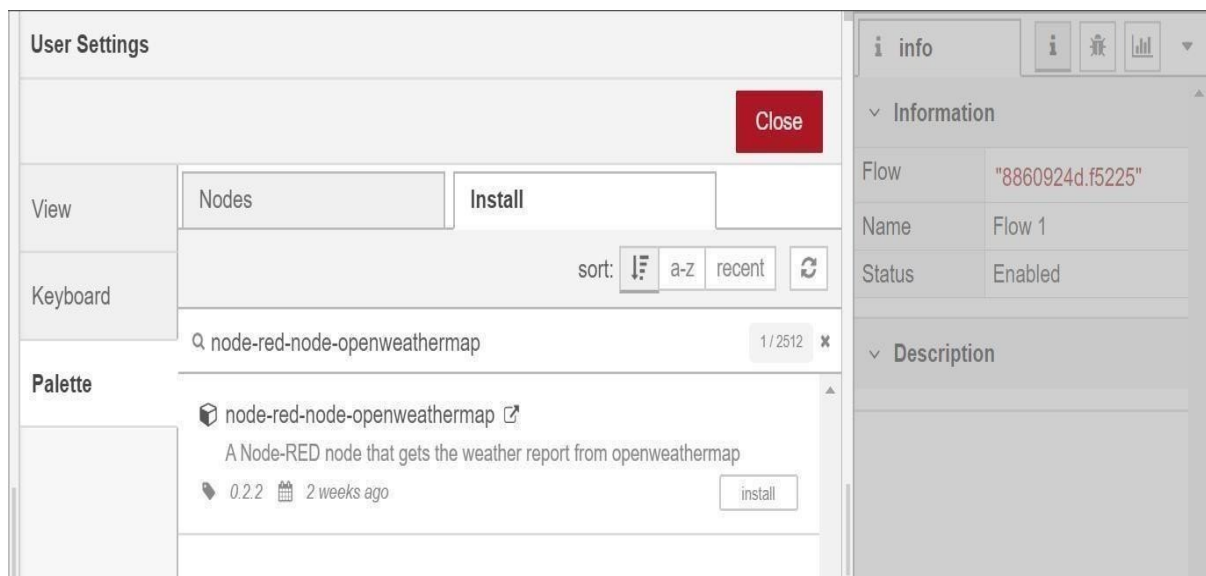 User Settings
Close
View
Keyboard
Palette
Nodes
Install
sort: a-z recent
node-red-node-openweathermap 1 / 2512
node-red-node-openweathermap
A Node-RED node that gets the weather report from openweathermap
0.2.2 2 weeks ago install
info
Information
Flow "8860924d.f5225"
Name Flow 1
Status Enabled
Description